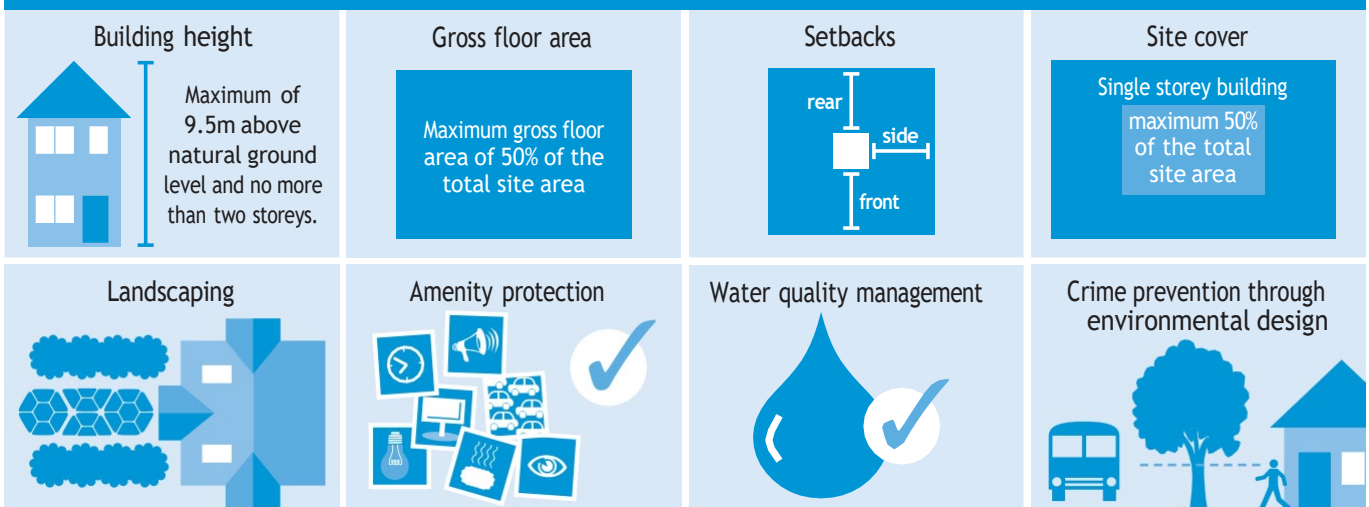 Building height
Maximum of
9.5m above
natural ground
level and no more
than two storeys.
Gross floor area
Maximum gross floor
area of 50% of the
total site area
Setbacks
rear
side
front
Site cover
Single storey building
maximum 50%
of the total
site area
Landscaping
Amenity protection
Water quality management
Crime prevention through
environmental design